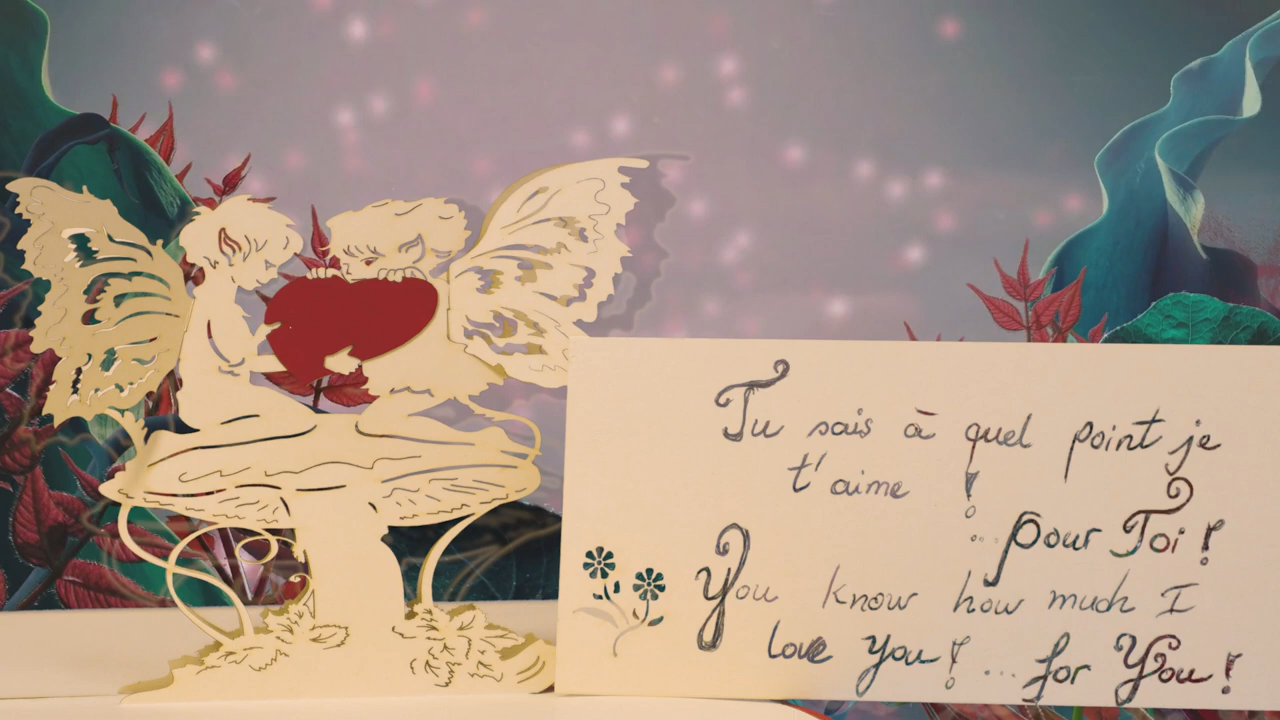 Tu sais à quel point je
t'aime !
... pour Toi !
You know how much I
love You! ... for You!